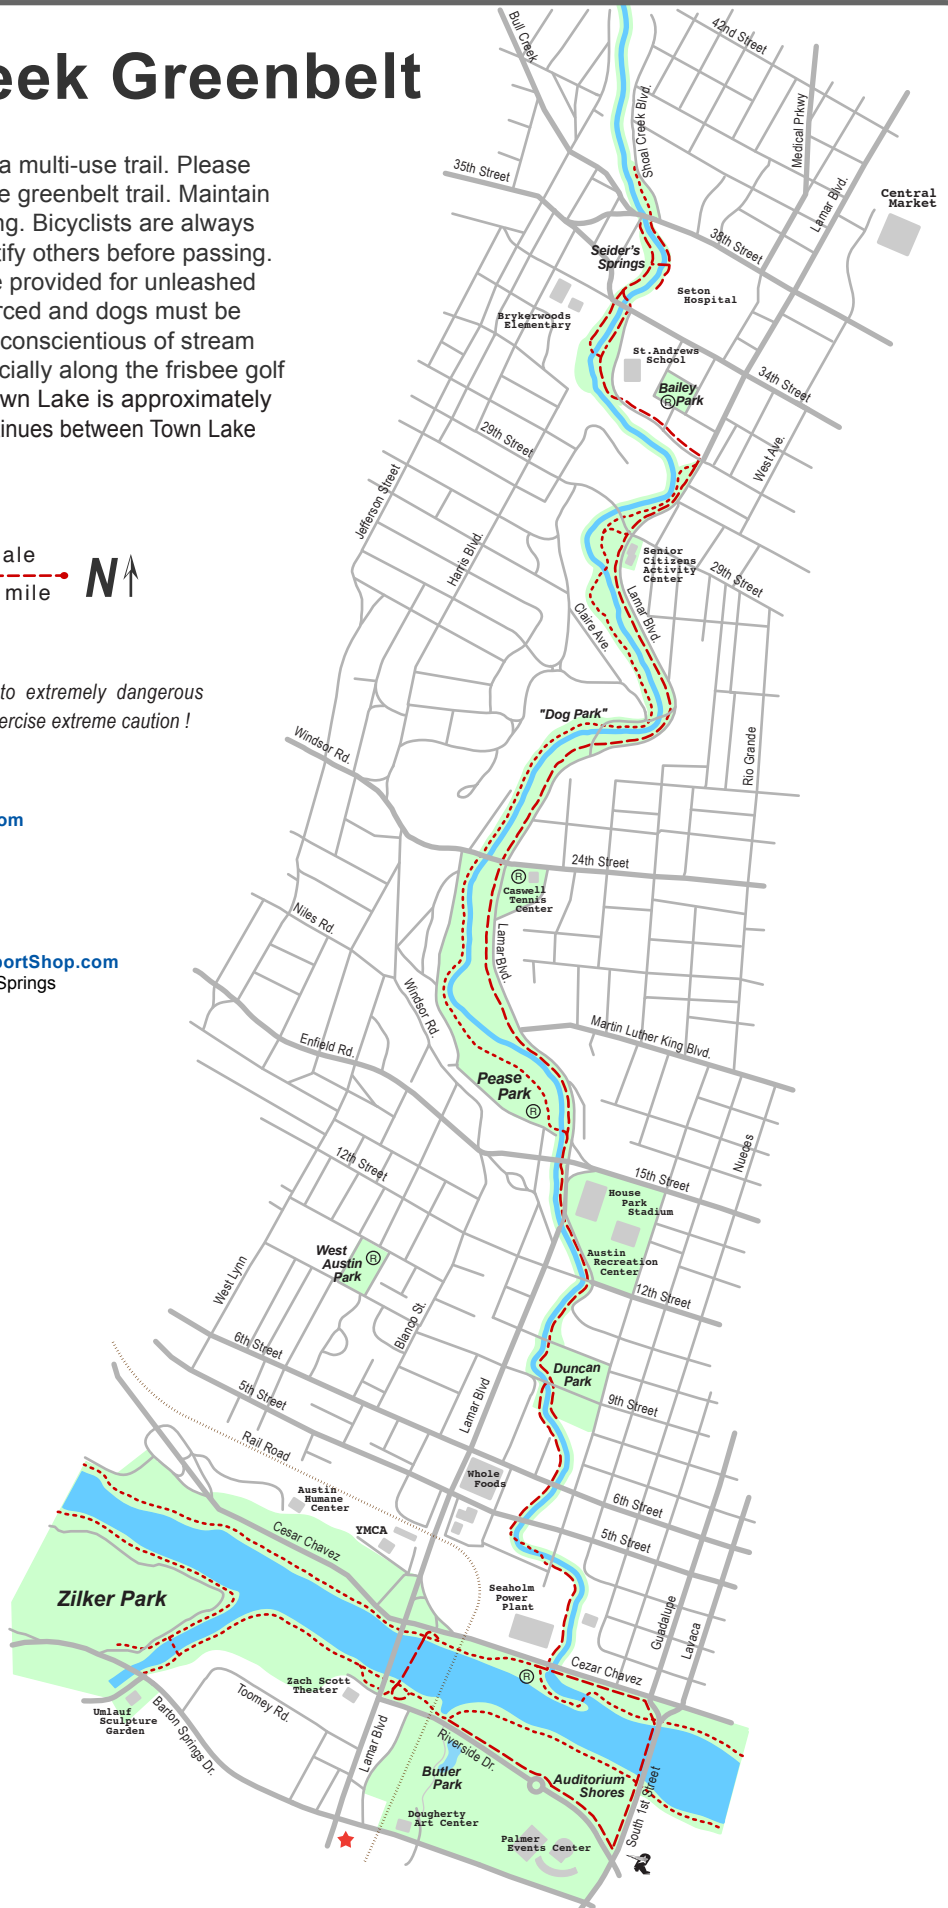 eek Greenbelt
a multi-use trail. Please
e greenbelt trail. Maintain
ng. Bicyclists are always
tify others before passing.
e provided for unleashed
rced and dogs must be
conscientious of stream
cially along the frisbee golf
wn Lake is approximately
tinues between Town Lake
ale
mile
N
to extremely dangerous
ercise extreme caution !
om
portShop.com
Springs
Bull Creek
42nd Street
Shoal Creek Blvd.
Medical Prkwy
35th Street
Lamar Blvd.
Central
Market
38th Street
Seider's
Springs
Seton
Hospital
Brykerwoods
Elementary
St.Andrews
School
34th Street
Bailey
Park
R
29th Street
West Ave.
Jefferson Street
Harris Blvd.
Senior
Citizens
Activity
Center
29th Street
Lamar Blvd.
Claire Ave.
"Dog Park"
Windsor Rd.
Rio Grande
24th Street
R
Caswell
Tennis
Center
Niles Rd.
Lamar Blvd.
Windsor Rd.
Enfield Rd.
Martin Luther King Blvd.
Pease
Park
R
Nueces
12th Street
15th Street
House
Park
Stadium
West
Austin
Park
R
Austin
Recreation
Center
West Lynn
12th Street
Blanco St.
6th Street
Duncan
Park
5th Street
Lamar Blvd
9th Street
Rail Road
Whole
Foods
Austin
Humane
Center
6th Street
YMCA
Cesar Chavez
5th Street
Zilker Park
Seaholm
Power
Plant
Guadalupe
Lavaca
Cezar Chavez
R
Zach Scott
Theater
Toomey Rd.
Umlauf
Sculpture
Garden
Barton Springs Dr.
Lamar Blvd
Riverside Dr.
Butler
Park
Auditorium
Shores
South 1st Street
Dougherty
Art Center
Palmer
Events Center